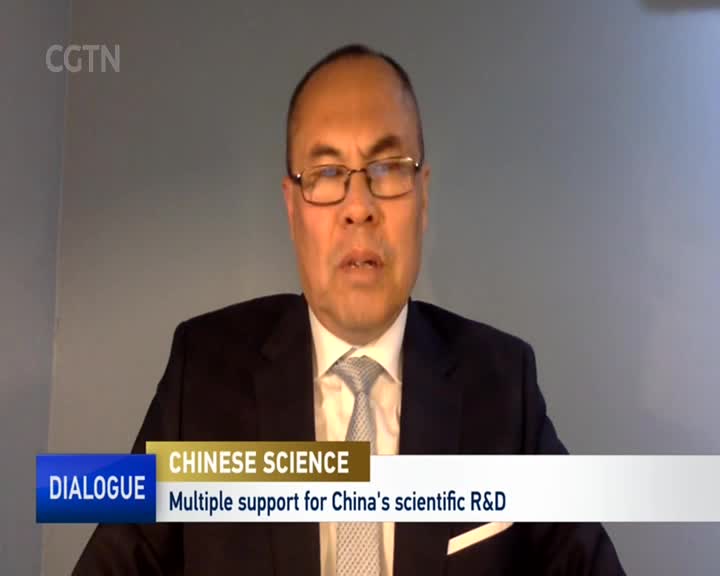 CGTN
CHINESE SCIENCE
DIALOGUE
Multiple support for China's scientific R&D